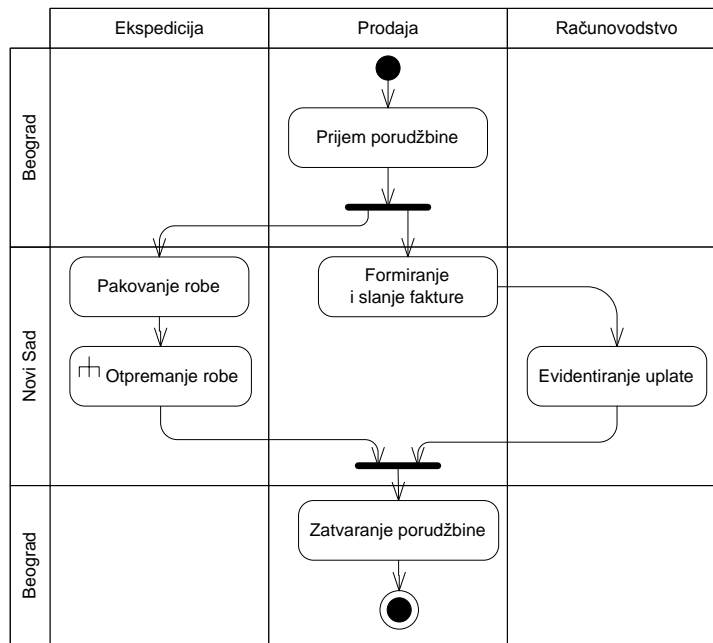 Ekspedicija
Prodaja
Računovodstvo
Beograd
Prijem porudžbine
Novi Sad
Pakovanje robe
Formiranje
i slanje fakture
Otpremanje robe
Evidentiranje uplate
Beograd
Zatvaranje porudžbine